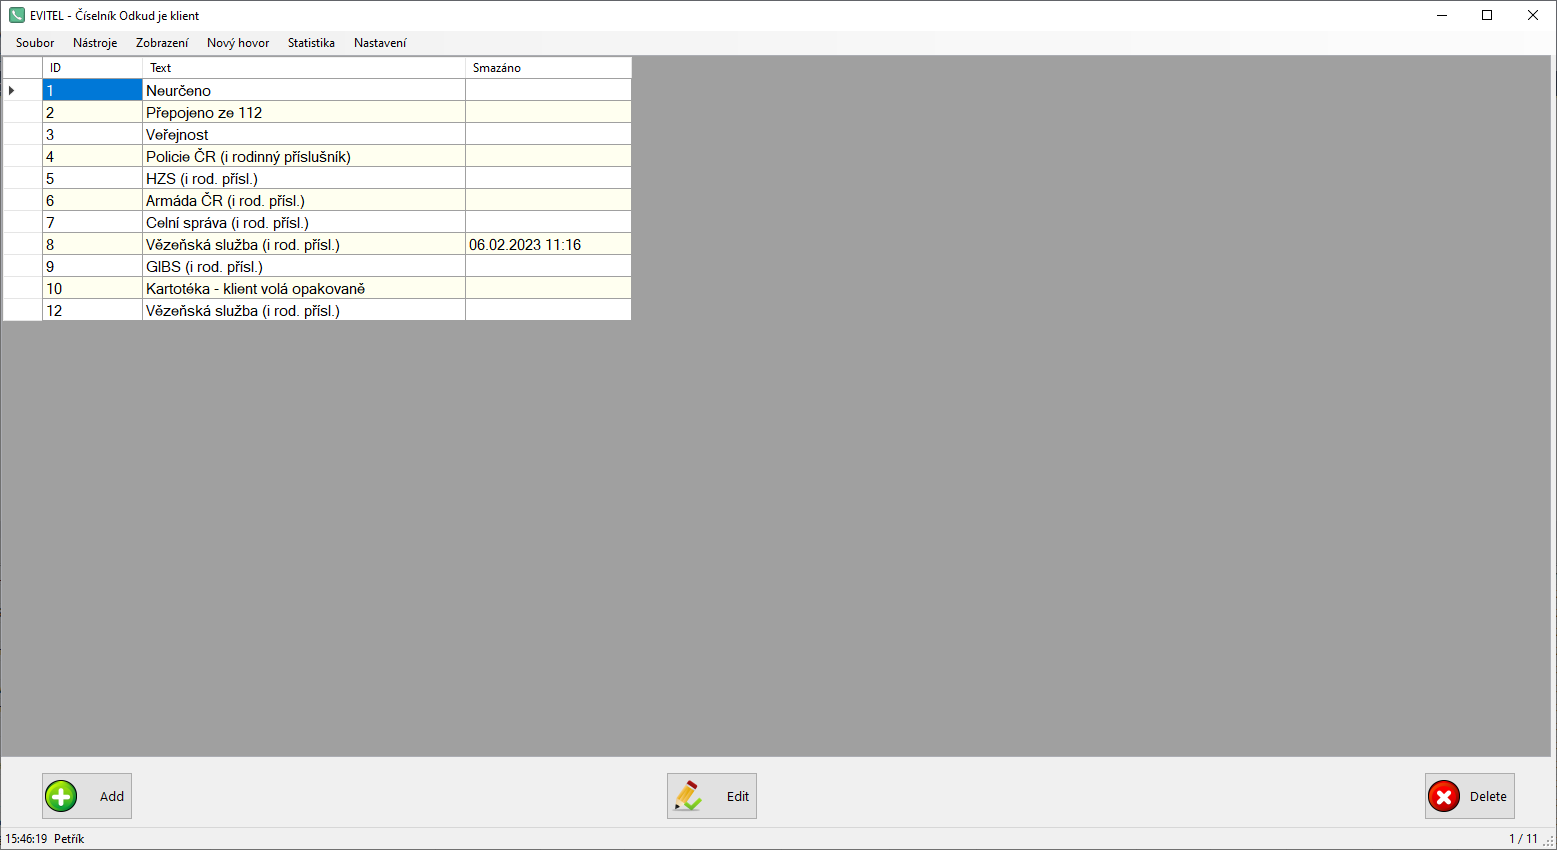 EVITEL - Číselník Odkud je klient
Soubor Nástroje Zobrazení Nový hovor Statistika Nastavení
ID Text Smazáno
1 Neurčeno
2 Přepojeno ze 112
3 Veřejnost
4 Policie ČR (i rodinný příslušník)
5 HZS (i rod. přísl.)
6 Armáda ČR (i rod. přísl.)
7 Celní správa (i rod. přísl.)
8 Vězeňská služba (i rod. přísl.) 06.02.2023 11:16
9 GIBS (i rod. přísl.)
10 Kartotéka - klient volá opakovaně
12 Vězeňská služba (i rod. přísl.)
Add Edit Delete
15:46:19 Petřík 1 / 11